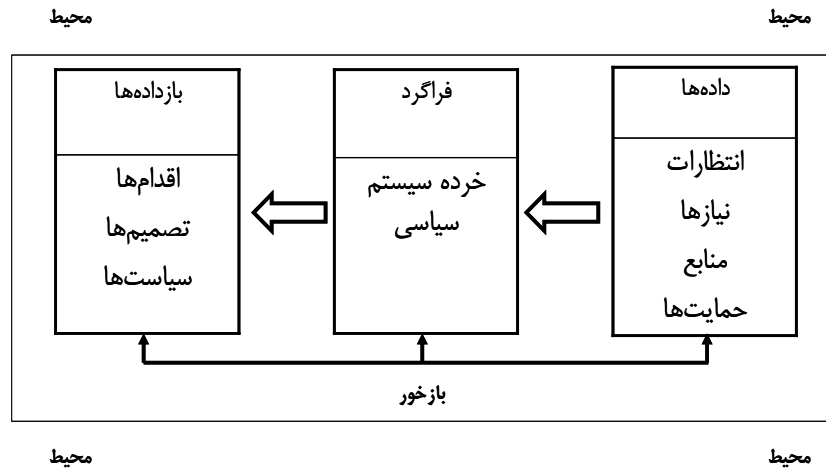 محیط
محیط
داده‌ها
انتظارات
نیازها
منابع
حمایت‌ها
فراگرد
خرده سیستم
سیاسی
بازداده‌ها
اقدام‌ها
تصمیم‌ها
سیاست‌ها
بازخور
محیط
محیط